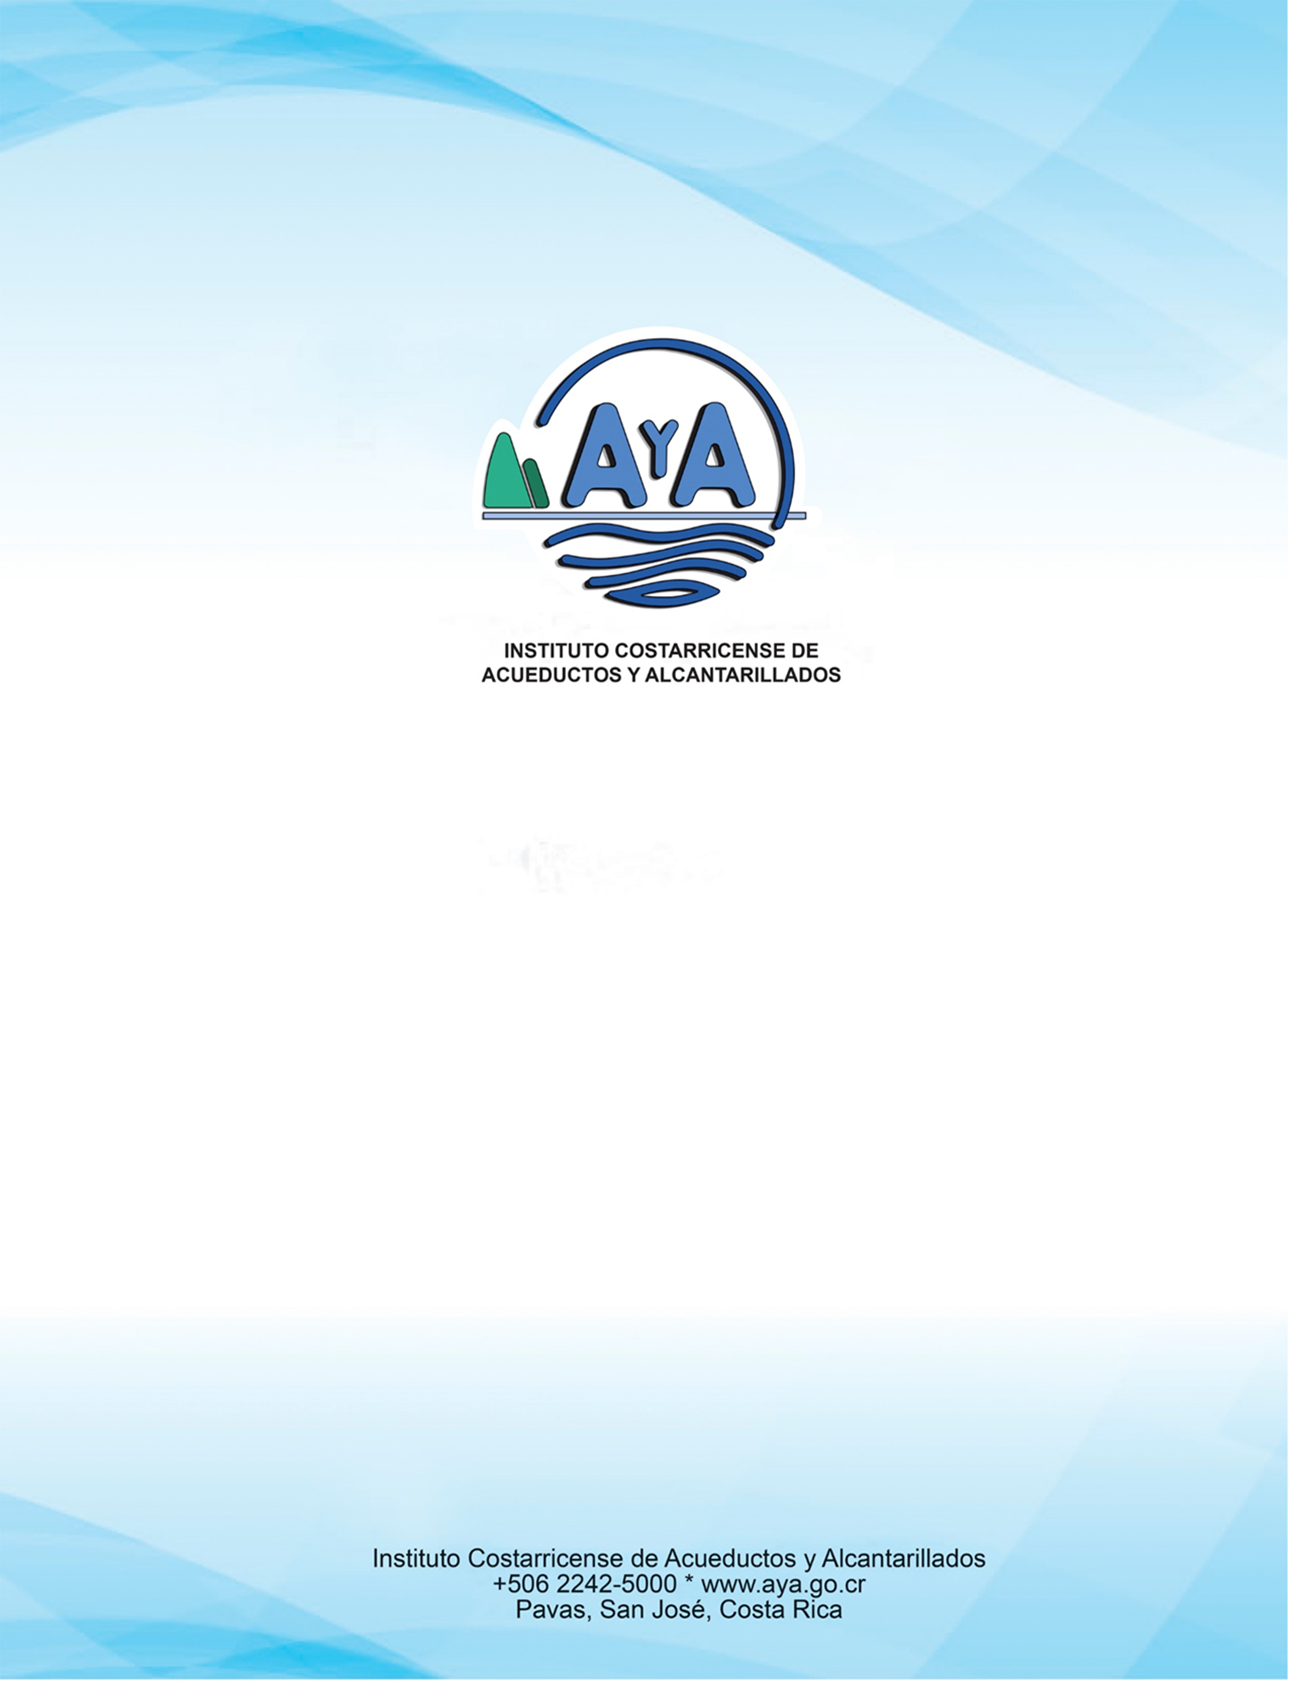 AYA
INSTITUTO COSTARRICENSE DE
ACUEDUCTOS Y ALCANTARILLADOS
Instituto Costarricense de Acueductos y Alcantarillados
+506 2242-5000 * www.aya.go.cr
Pavas, San José, Costa Rica